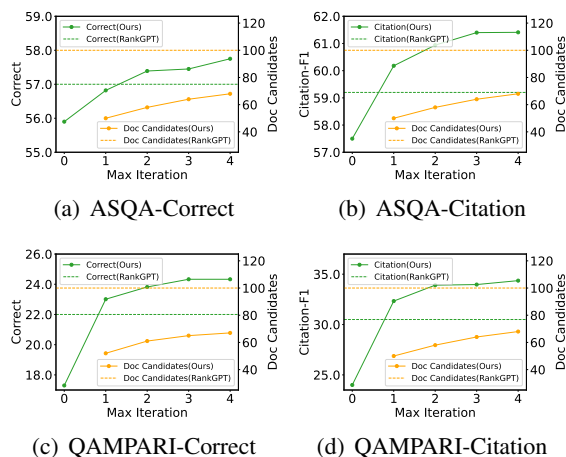 Correct(Ours)
Correct(RankGPT)
Doc Candidates(Ours)
Doc Candidates(RankGPT)
59.0
58.0
57.0
56.0
55.0
Correct
120
100
80
60
40
Doc Candidates
0 1 2 3 4
Max Iteration
(a) ASQA-Correct
Citation(Ours)
Citation(RankGPT)
Doc Candidates(Ours)
Doc Candidates(RankGPT)
62.0
61.0
60.0
59.0
58.0
57.0
Citation-F1
120
100
80
60
40
Doc Candidates
0 1 2 3 4
Max Iteration
(b) ASQA-Citation
Correct(Ours)
Correct(RankGPT)
Doc Candidates(Ours)
Doc Candidates(RankGPT)
26.0
24.0
22.0
20.0
18.0
Correct
120
100
80
60
40
Doc Candidates
0 1 2 3 4
Max Iteration
(c) QAMPARI-Correct
Citation(Ours)
Citation(RankGPT)
Doc Candidates(Ours)
Doc Candidates(RankGPT)
35.0
30.0
25.0
Citation-F1
120
100
80
60
40
Doc Candidates
0 1 2 3 4
Max Iteration
(d) QAMPARI-Citation